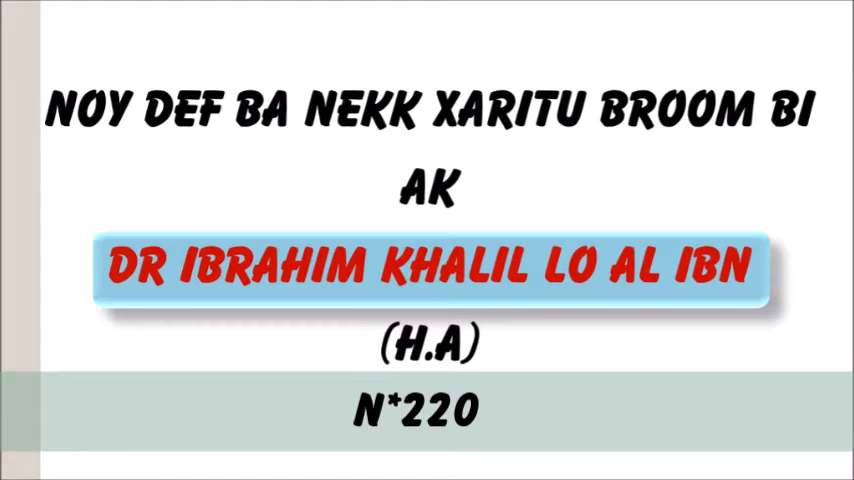 NOY DEF BA NEKK XARITU BROOM BI
AK
DR IBRAHIM KHALIL LO AL IBN
(H.A)
N*220